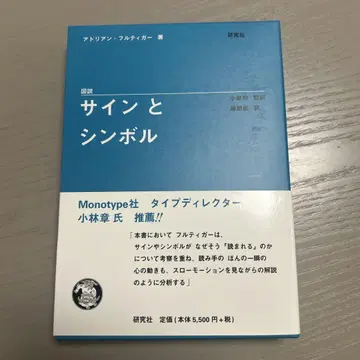 アドリアン・フルティガー 著
研究社
図説
サインと
シンボル
Monotype社 タイプディレクター
小林章 氏 推薦!!
「本書において フルティガーは、
サインやシンボルが なぜそう『読まれる』のか
について考察を重ね、読み手の ほんの一瞬の
心の動きも、スローモーションを見ながらの解説
のように分析する」
研究社 定価(本体5,500円+税)